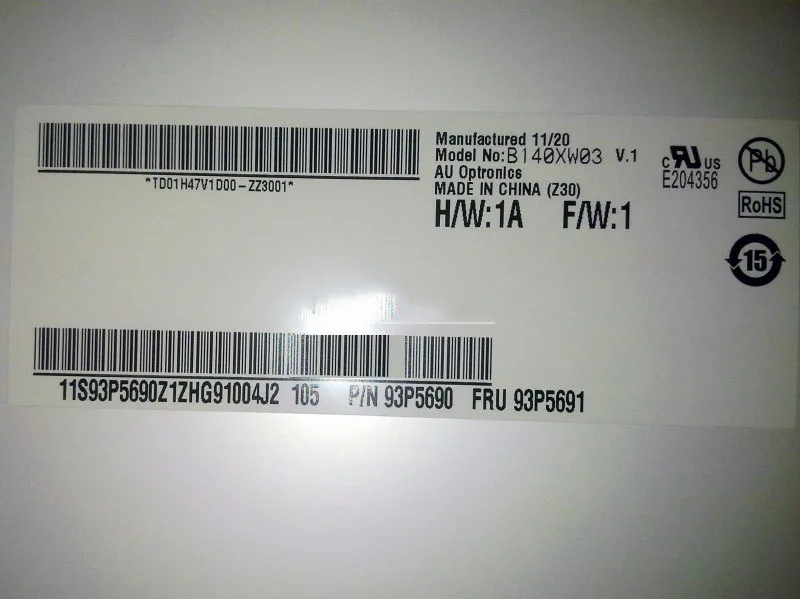 *TD01H47V1D00-ZZ3001*
Manufactured 11/20
Model No:B140XW03 V.1
AU Optronics
MADE IN CHINA (Z30)
H/W:1A F/W:1
c RU US
E204356
Pb
RoHS
15
11S93P5690Z1ZHG91004J2 105 P/N 93P5690 FRU 93P5691